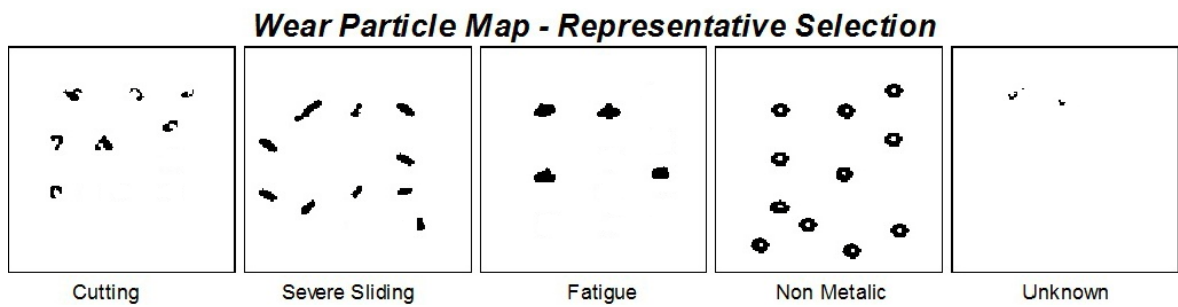 Wear Particle Map - Representative Selection
Cutting Severe Sliding Fatigue Non Metalic Unknown